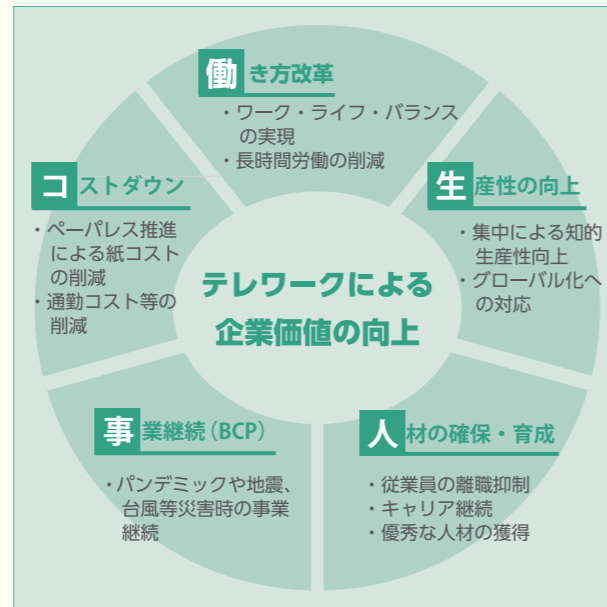 働き方改革
・ワーク・ライフ・バランス
の実現
・長時間労働の削減
コストダウン
・ペーパレス推進
による紙コスト
の削減
・通勤コスト等の
削減
生産性の向上
・集中による知的
生産性向上
・グローバル化へ
の対応
テレワークによる
企業価値の向上
事業継続(BCP)
・パンデミックや地震、
台風等災害時の事業
継続
人材の確保・育成
・従業員の離職抑制
・キャリア継続
・優秀な人材の獲得